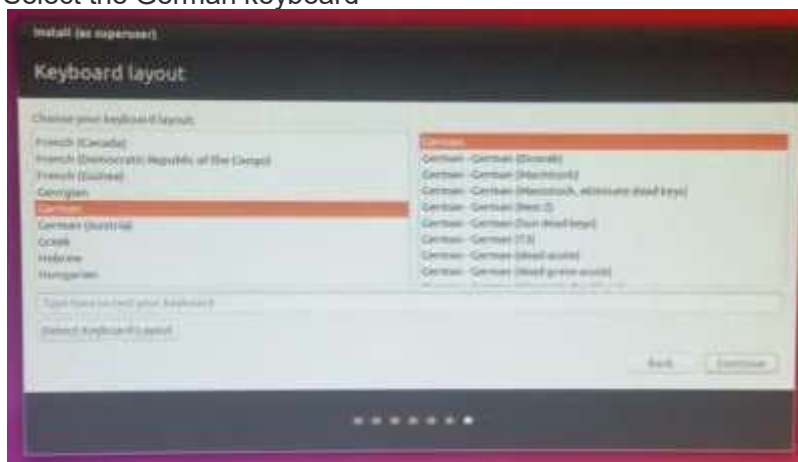 Select the German keyboard
Install (as superuser)
Keyboard layout
Choose your keyboard layout:
French (Canada)
French (Democratic Republic of the Congo)
French (Guinea)
Georgian
German
German (Austria)
Greek
Hebrew
Hungarian
German
German - German (Dvorak)
German - German (Macintosh)
German - German (Macintosh, eliminate dead keys)
German - German (Neo 2)
German - German (Sun dead keys)
German - German (T3)
German - German (dead acute)
German - German (dead grave acute)
Type here to test your keyboard
Detect Keyboard Layout
Back
Continue